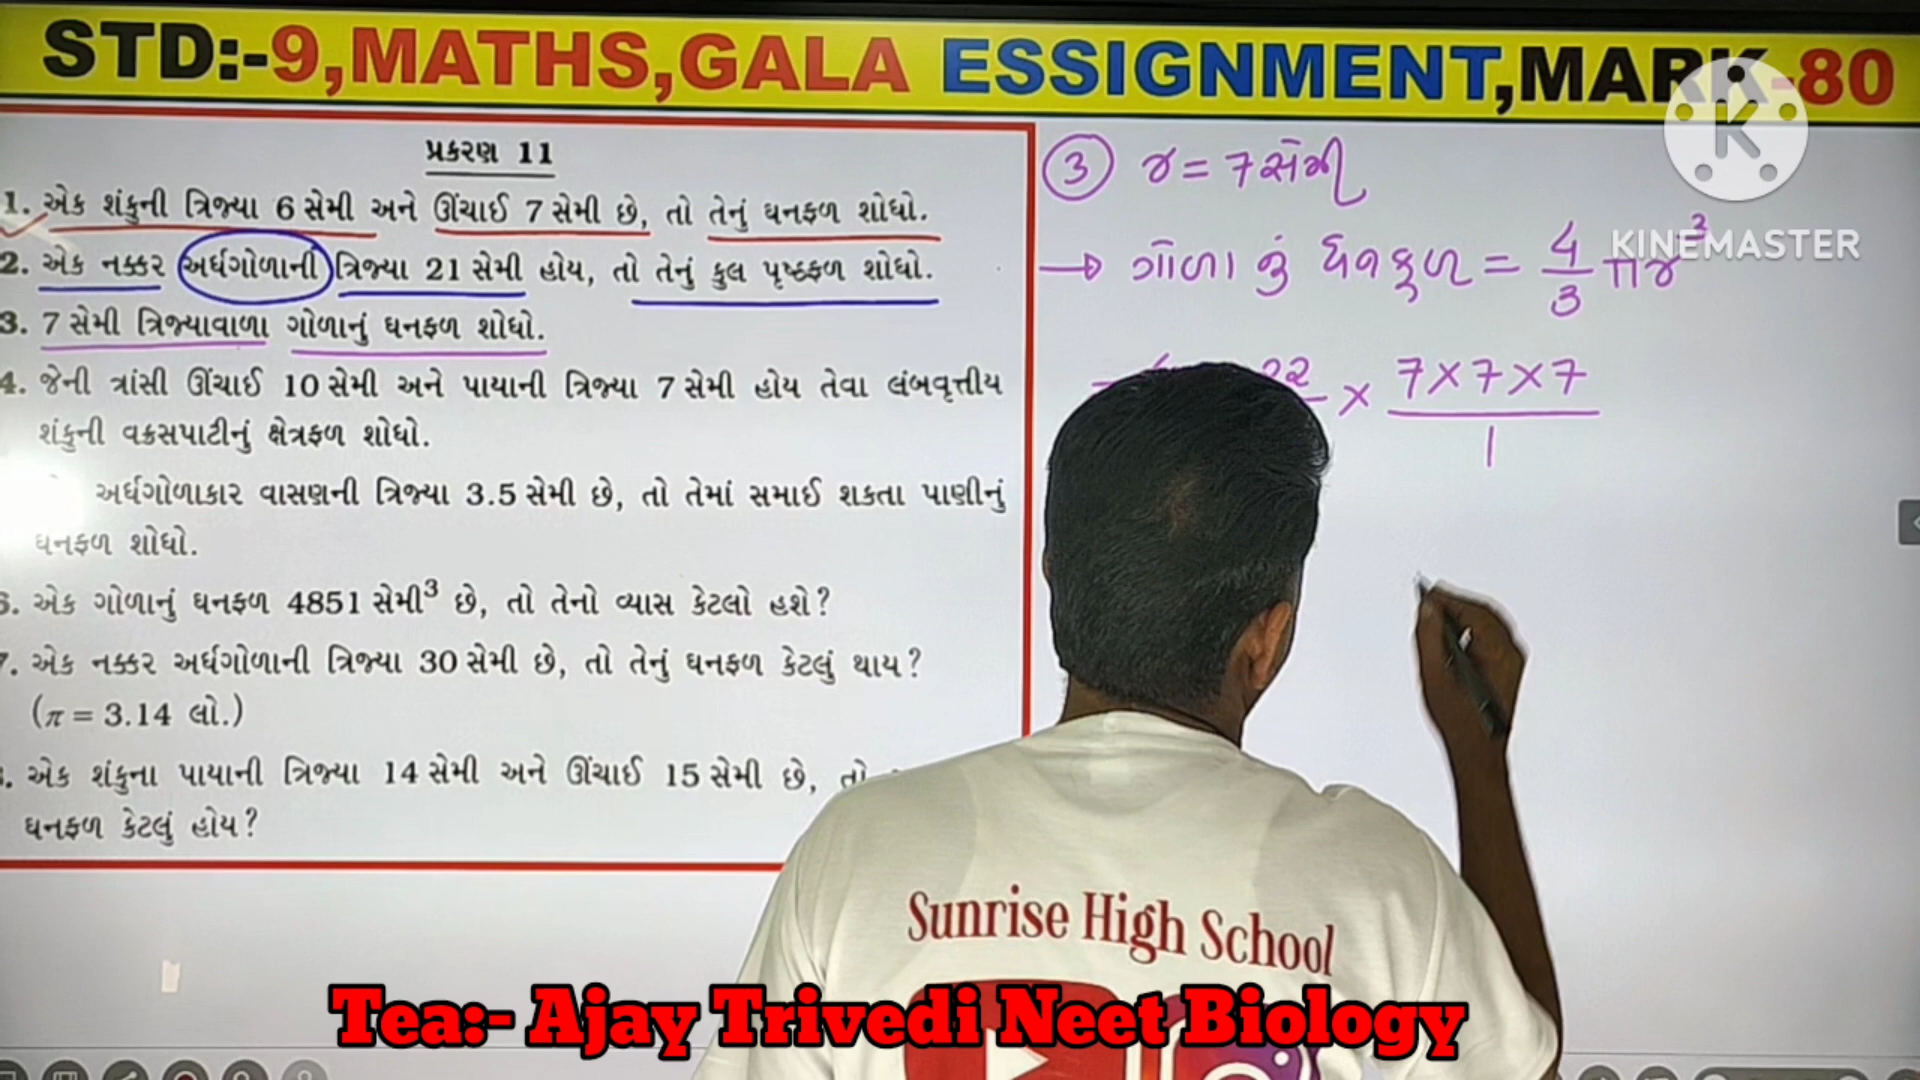 STD:-9,MATHS,GALA ESSIGNMENT,MARK-80
પ્રકરણ 11
1. એક શંકુની ત્રિજ્યા 6 સેમી અને ઊંચાઈ 7 સેમી છે, તો તેનું ઘનફળ શોધો.
2. એક નક્કર અર્ધગોળાની ત્રિજ્યા 21 સેમી હોય, તો તેનું કુલ પૃષ્ઠફળ શોધો.
3. 7 સેમી ત્રિજ્યાવાળા ગોળાનું ઘનફળ શોધો.
4. જેની ત્રાંસી ઊંચાઈ 10 સેમી અને પાયાની ત્રિજ્યા 7 સેમી હોય તેવા લંબવૃત્તીય
શંકુની વક્રસપાટીનું ક્ષેત્રફળ શોધો.
અર્ધગોળાકાર વાસણની ત્રિજ્યા 3.5 સેમી છે, તો તેમાં સમાઈ શકતા પાણીનું
ઘનફળ શોધો.
6. એક ગોળાનું ઘનફળ 4851 સેમી³ છે, તો તેનો વ્યાસ કેટલો હશે?
7. એક નક્કર અર્ધગોળાની ત્રિજ્યા 30 સેમી છે, તો તેનું ઘનફળ કેટલું થાય?
(π = 3.14 લો.)
. એક શંકુના પાયાની ત્રિજ્યા 14 સેમી અને ઊંચાઈ 15 સેમી છે, તો
ઘનફળ કેટલું હોય?
③ r = 7 સેમી
→ ગોળાનું ઘનફળ = 4/3 πr³
22 × 7×7×7/1
K
KINEMASTER
Sunrise High School
Tea:- Ajay Trivedi Neet Biology